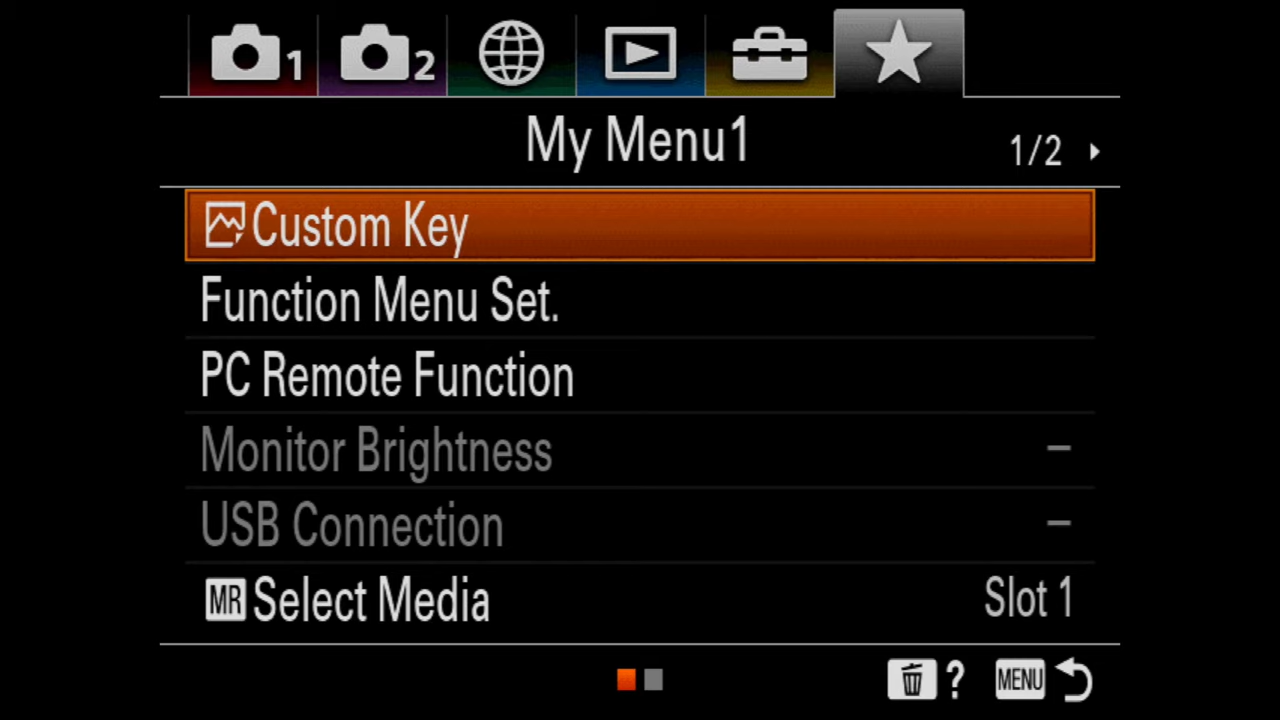 1 2
My Menu1 1/2
Custom Key
Function Menu Set.
PC Remote Function
Monitor Brightness –
USB Connection –
MR Select Media Slot 1
? MENU